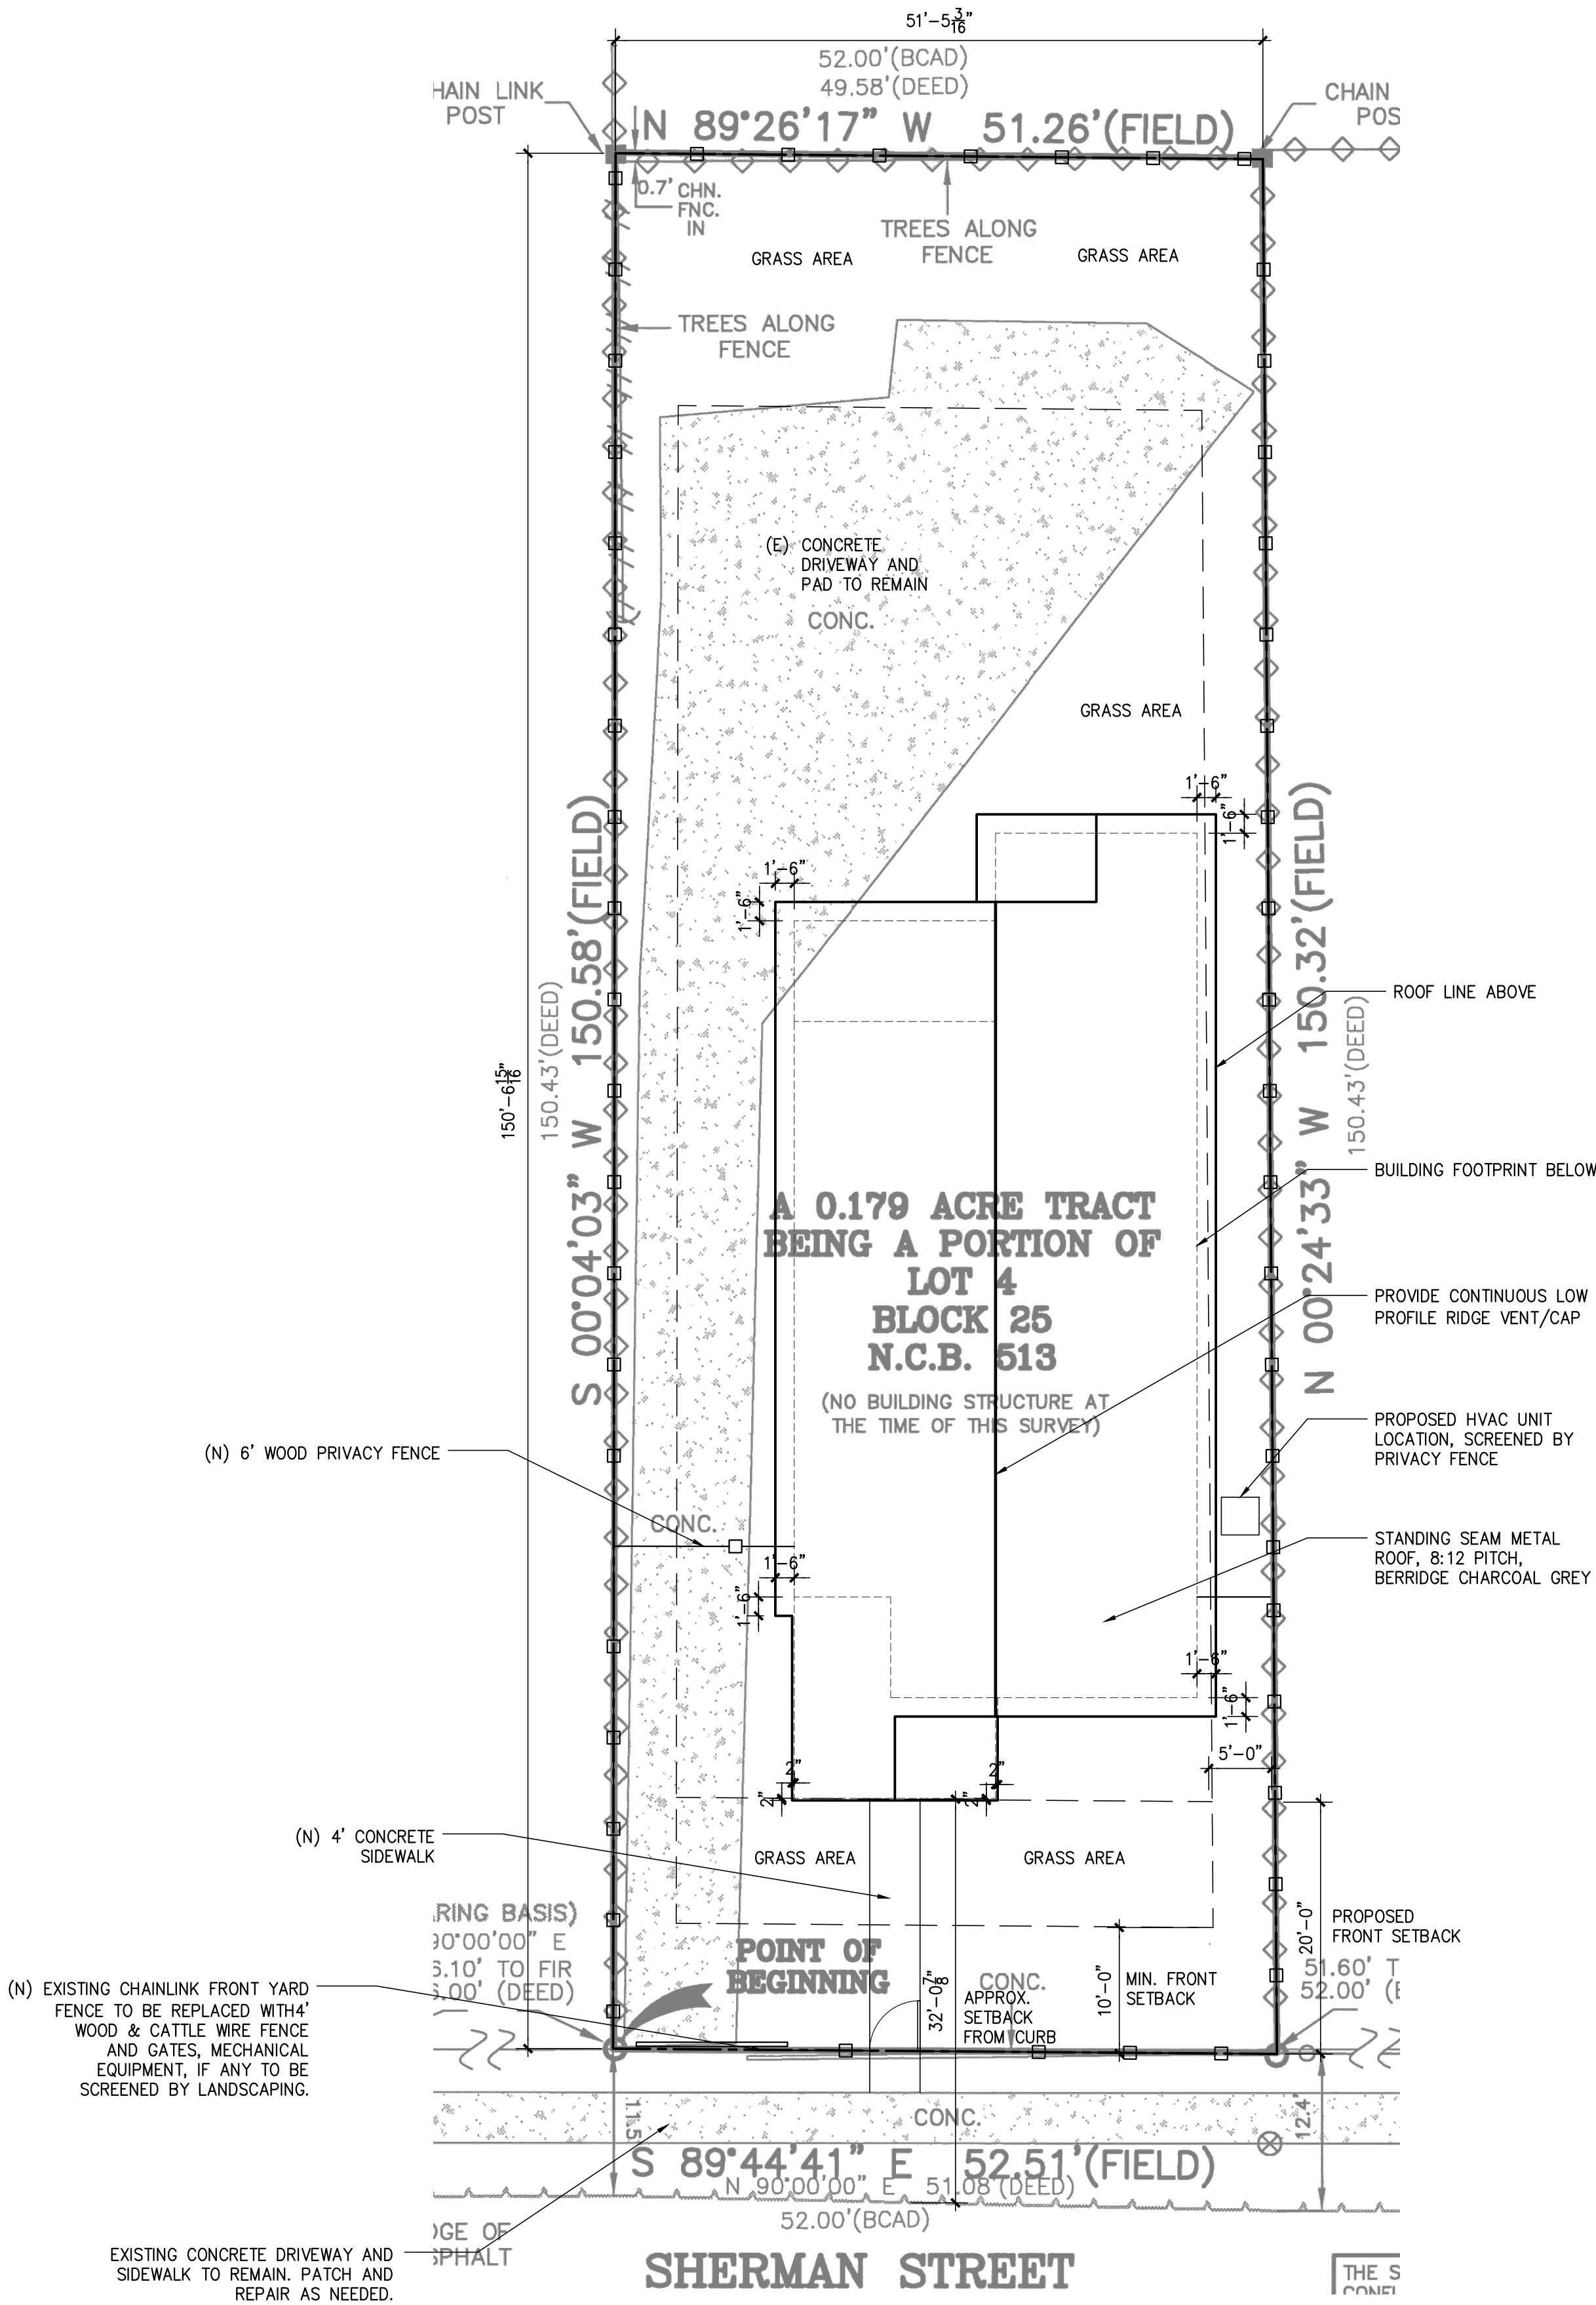 51'-5 3/16"
52.00'(BCAD)
49.58'(DEED)
HAIN LINK
POST
CHAIN
POS
N 89°26'17" W 51.26'(FIELD)
0.7' CHN.
FNC.
IN
TREES ALONG
FENCE
GRASS AREA
GRASS AREA
TREES ALONG
FENCE
(E) CONCRETE
DRIVEWAY AND
PAD TO REMAIN
CONC.
GRASS AREA
1'-6"
1'-6"
1'-6"
1'-6"
S 00°04'03" W 150.58'(FIELD)
150.43'(DEED)
150'-6 15/16"
N 00°24'33" W 150.32'(FIELD)
150.43'(DEED)
ROOF LINE ABOVE
BUILDING FOOTPRINT BELOW
A 0.179 ACRE TRACT
BEING A PORTION OF
LOT 4
BLOCK 25
N.C.B. 513
(NO BUILDING STRUCTURE AT
THE TIME OF THIS SURVEY)
PROVIDE CONTINUOUS LOW
PROFILE RIDGE VENT/CAP
PROPOSED HVAC UNIT
LOCATION, SCREENED BY
PRIVACY FENCE
(N) 6' WOOD PRIVACY FENCE
CONC.
STANDING SEAM METAL
ROOF, 8:12 PITCH,
BERRIDGE CHARCOAL GREY
1'-6"
1'-6"
1'-6"
1'-6"
5'-0"
2"
2"
2"
2"
(N) 4' CONCRETE
SIDEWALK
GRASS AREA
GRASS AREA
20'-0"
PROPOSED
FRONT SETBACK
RING BASIS)
90°00'00" E
6.10' TO FIR
6.00' (DEED)
POINT OF
BEGINNING
CONC.
32'-0 7/8"
APPROX.
SETBACK
FROM CURB
10'-0"
MIN. FRONT
SETBACK
51.60' T
52.00' (
(N) EXISTING CHAINLINK FRONT YARD
FENCE TO BE REPLACED WITH4'
WOOD & CATTLE WIRE FENCE
AND GATES, MECHANICAL
EQUIPMENT, IF ANY TO BE
SCREENED BY LANDSCAPING.
11.5
CONC.
12.4'
S 89°44'41" E 52.51'(FIELD)
N 90°00'00" E 51.08'(DEED)
52.00'(BCAD)
GE OF
SPHALT
EXISTING CONCRETE DRIVEWAY AND
SIDEWALK TO REMAIN. PATCH AND
REPAIR AS NEEDED.
SHERMAN STREET
THE S